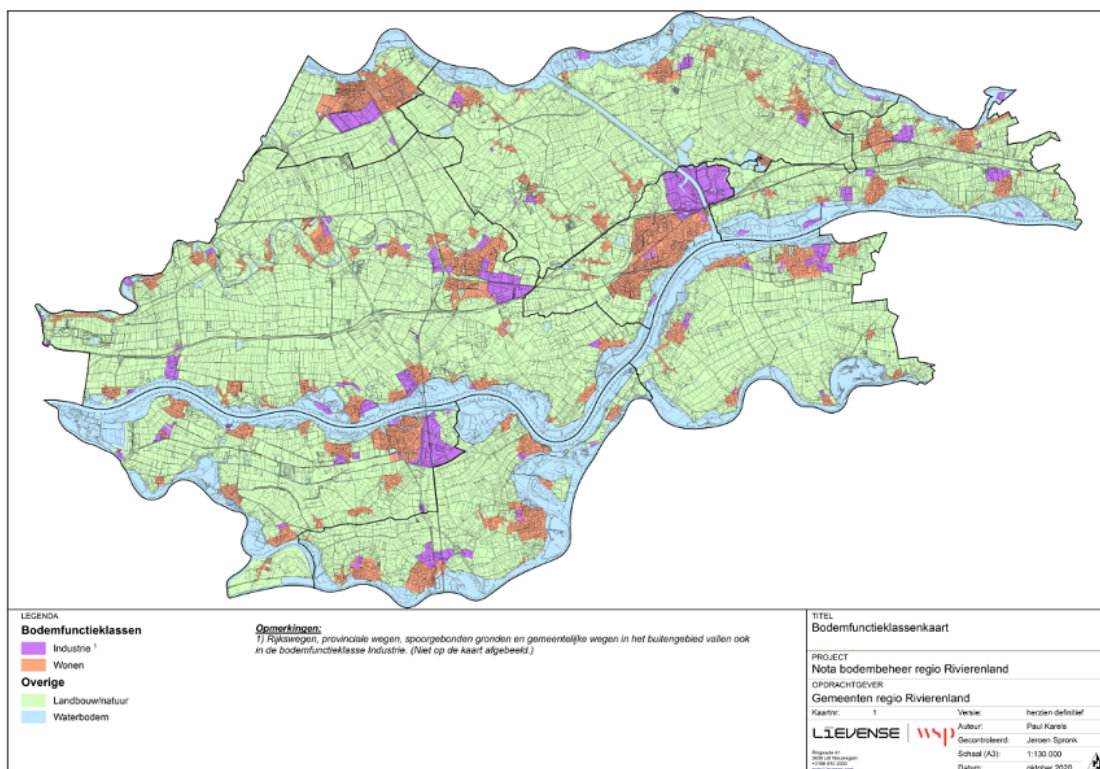 LEGENDA
Bodemfunctieklassen
Industrie ¹
Wonen
Overige
Landbouw/natuur
Waterbodem
Opmerkingen:
1) Rijkswegen, provinciale wegen, spoorgebonden gronden en gemeentelijke wegen in het buitengebied vallen ook
in de bodemfunctieklasse Industrie. (Niet op de kaart afgebeeld.)
TITEL
Bodemfunctieklassenkaart
PROJECT
Nota bodembeheer regio Rivierenland
OPDRACHTGEVER
Gemeenten regio Rivierenland
Kaartnr: 1 Versie: herzien definitief
LIEVENSE | wsp
Auteur: Paul Karels
Gecontroleerd: Jeroen Spronk
Schaal (A3): 1:130.000
Datum: oktober 2020